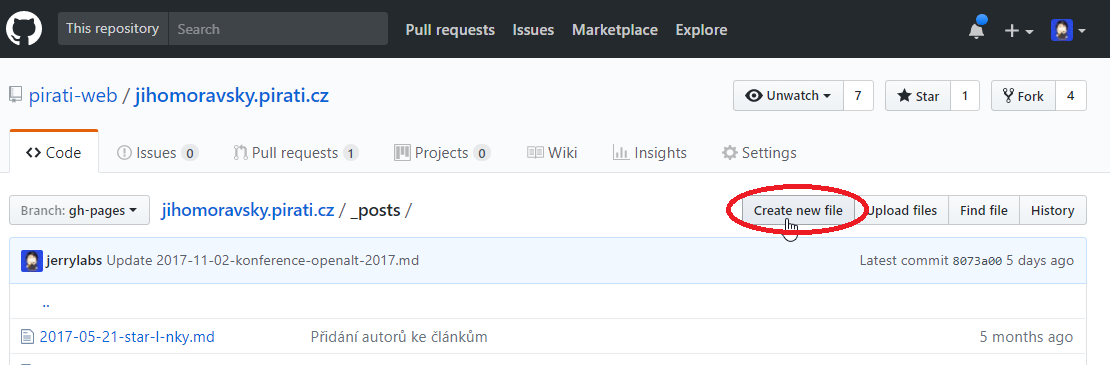 This repository Search Pull requests Issues Marketplace Explore
pirati-web / jihomoravsky.pirati.cz Unwatch 7 Star 1 Fork 4
Code Issues 0 Pull requests 1 Projects 0 Wiki Insights Settings
Branch: gh-pages jihomoravsky.pirati.cz / _posts / Create new file Upload files Find file History
jerrylabs Update 2017-11-02-konference-openalt-2017.md Latest commit 8073a00 5 days ago
..
2017-05-21-star-l-nky.md Přidání autorů ke článkům 5 months ago